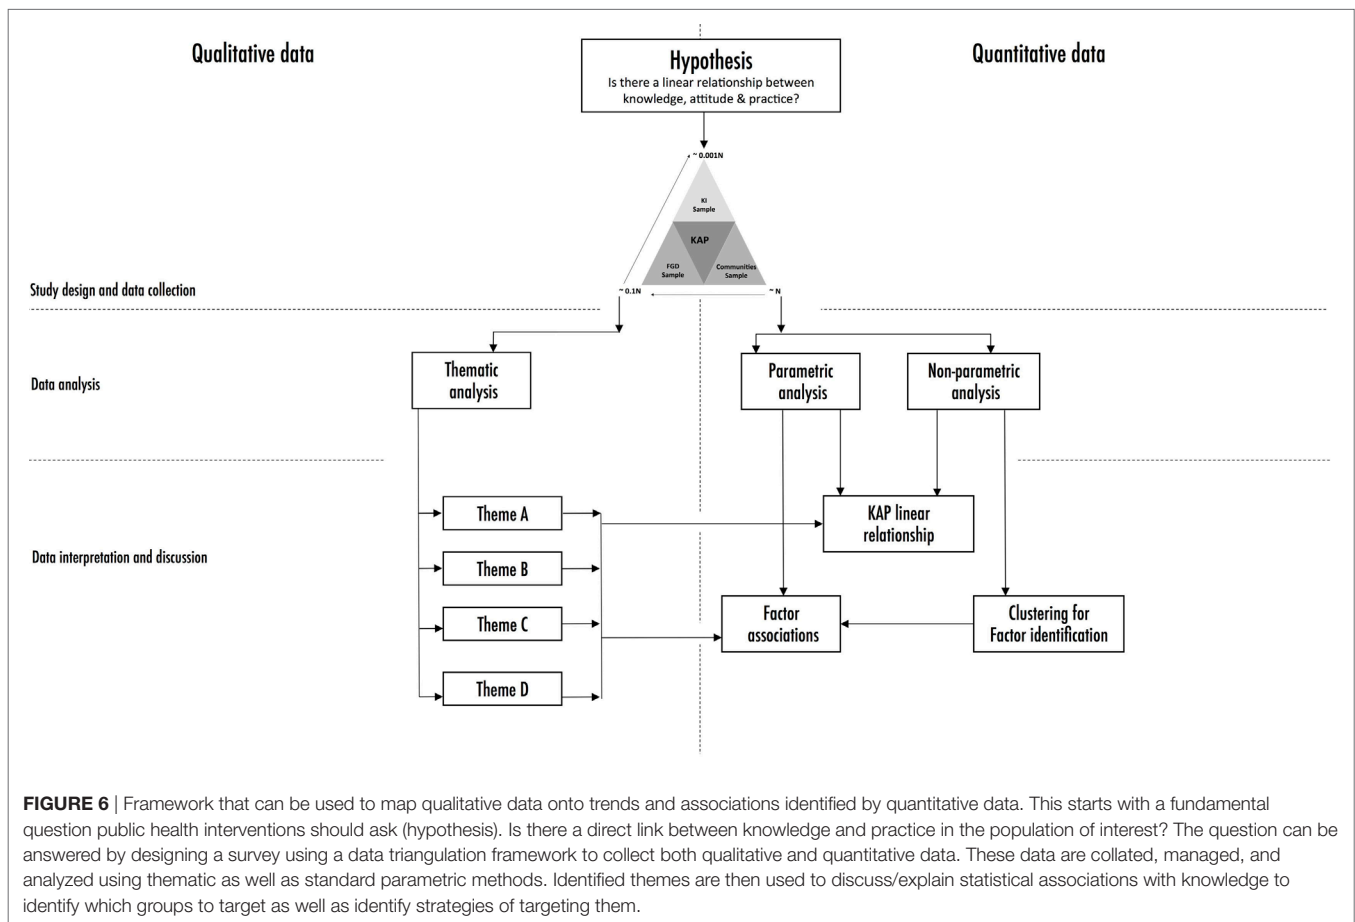 Qualitative data
Hypothesis
Is there a linear relationship between
knowledge, attitude & practice?
Quantitative data
~ 0.001N
KI
Sample
KAP
FGD
Sample
Communities
Sample
~ 0.1N
~ N
Study design and data collection
Data analysis
Thematic
analysis
Parametric
analysis
Non-parametric
analysis
Data interpretation and discussion
Theme A
Theme B
Theme C
Theme D
KAP linear
relationship
Factor
associations
Clustering for
Factor identification
FIGURE 6 | Framework that can be used to map qualitative data onto trends and associations identified by quantitative data. This starts with a fundamental
question public health interventions should ask (hypothesis). Is there a direct link between knowledge and practice in the population of interest? The question can be
answered by designing a survey using a data triangulation framework to collect both qualitative and quantitative data. These data are collated, managed, and
analyzed using thematic as well as standard parametric methods. Identified themes are then used to discuss/explain statistical associations with knowledge to
identify which groups to target as well as identify strategies of targeting them.